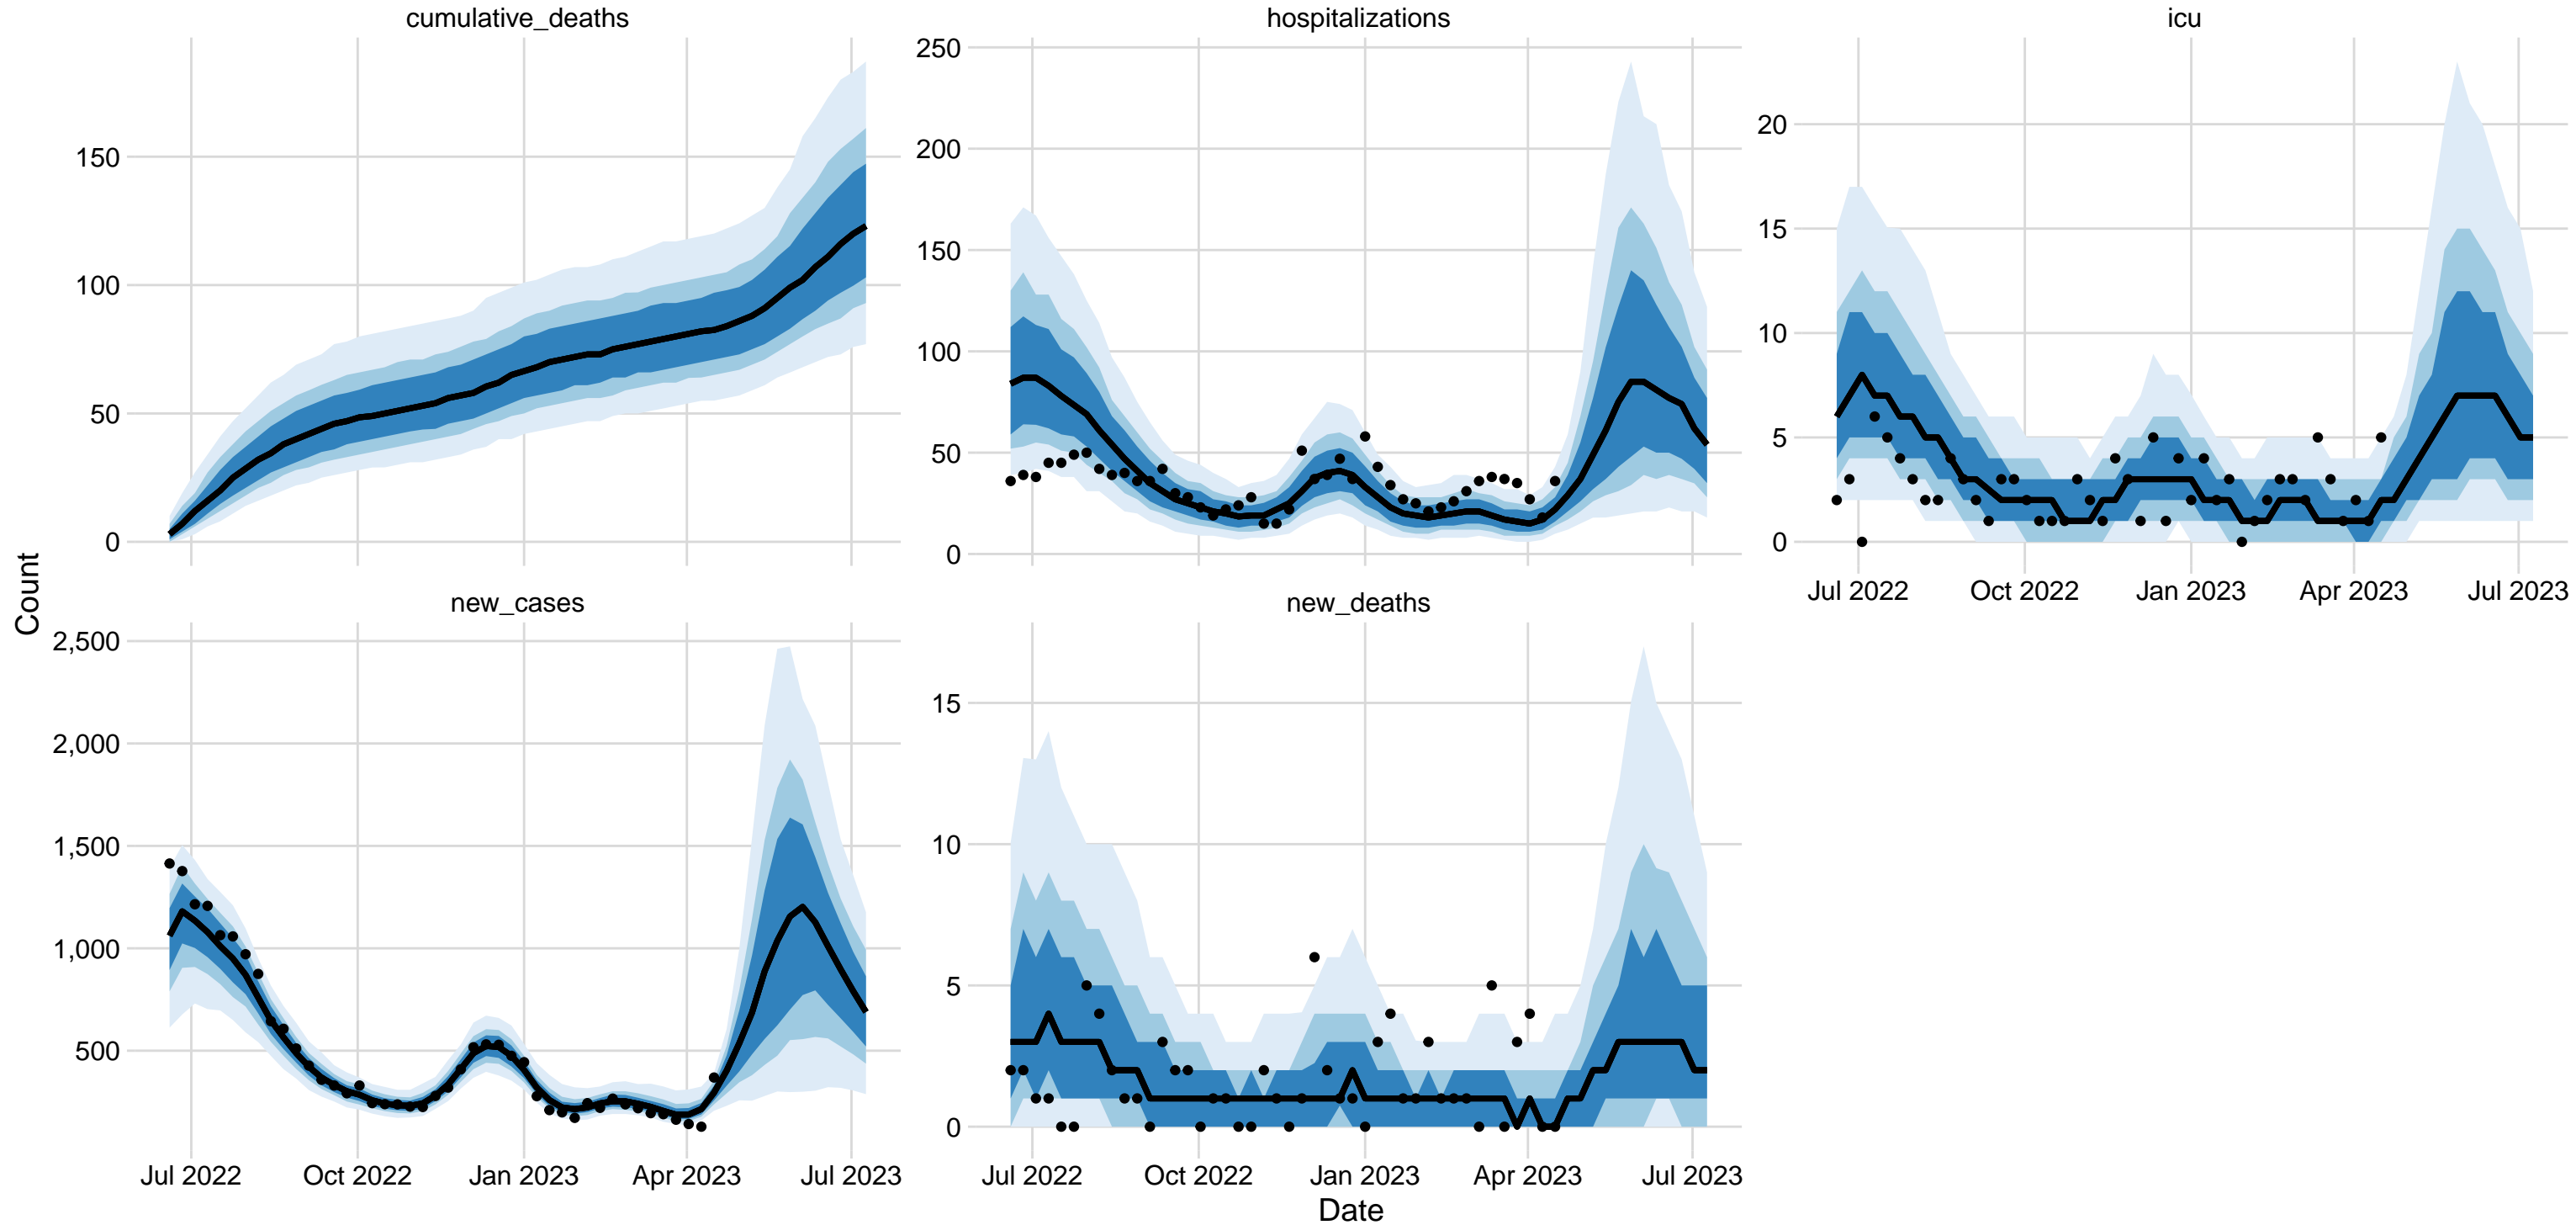 cumulative_deaths
hospitalizations
icu
150
100
50
0
250
200
150
100
50
0
20
15
10
5
0
Jul 2022 Oct 2022 Jan 2023 Apr 2023 Jul 2023
Count
new_cases
new_deaths
2,500
2,000
1,500
1,000
500
15
10
5
0
Jul 2022 Oct 2022 Jan 2023 Apr 2023 Jul 2023
Jul 2022 Oct 2022 Jan 2023 Apr 2023 Jul 2023
Date